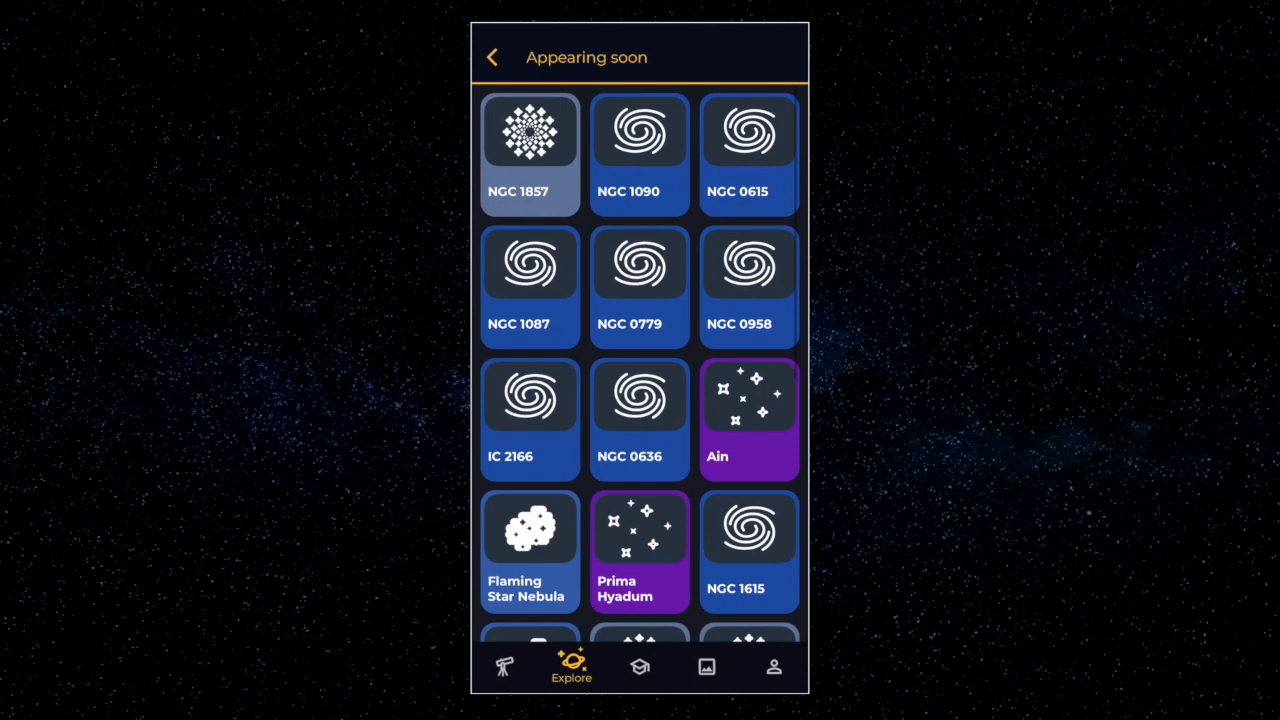 Appearing soon
NGC 1857
NGC 1090
NGC 0615
NGC 1087
NGC 0779
NGC 0958
IC 2166
NGC 0636
Ain
Flaming
Star Nebula
Prima
Hyadum
NGC 1615
Explore